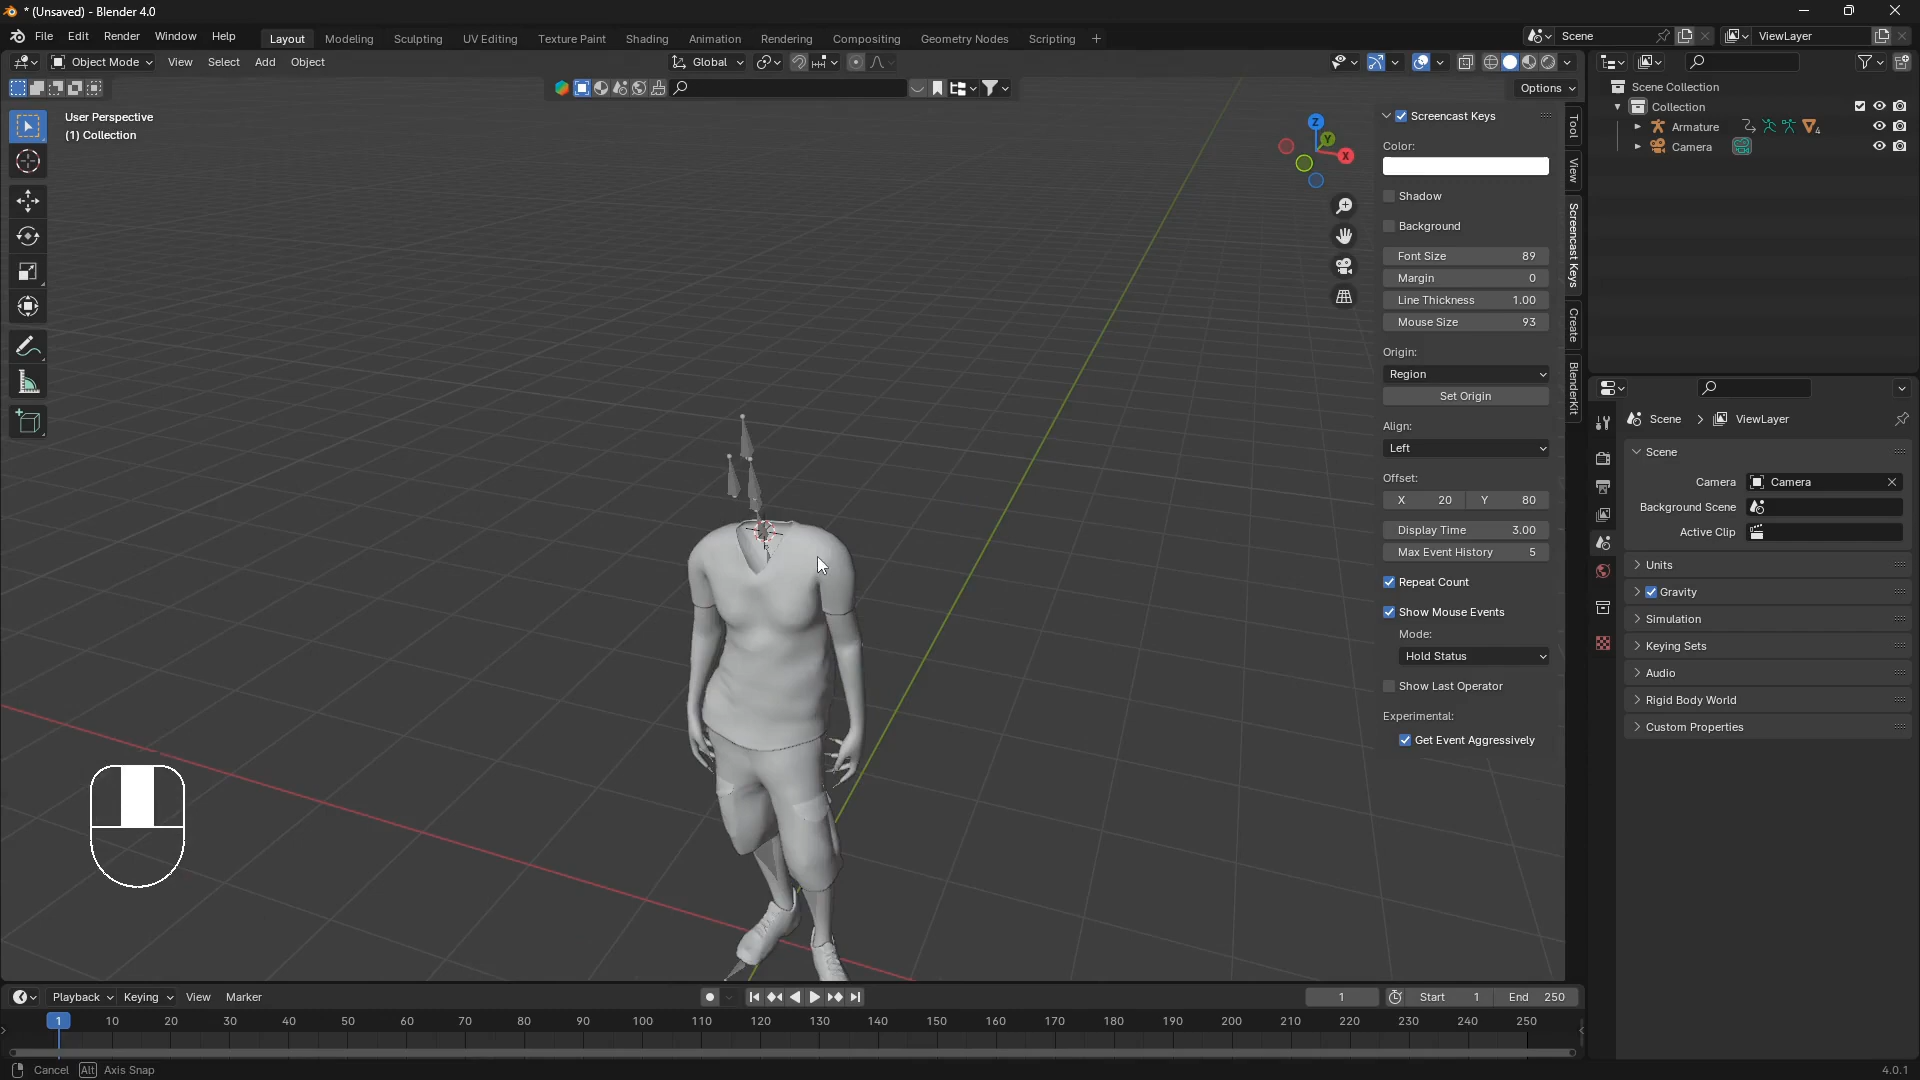 * (Unsaved) - Blender 4.0
File Edit Render Window Help
Layout Modeling Sculpting UV Editing Texture Paint Shading Animation Rendering Compositing Geometry Nodes Scripting +
Scene
ViewLayer
Object Mode View Select Add Object
Global
Options
User Perspective
(1) Collection
Z
Y
X
Screencast Keys
Color:
Shadow
Background
Font Size 89
Margin 0
Line Thickness 1.00
Mouse Size 93
Origin:
Region
Set Origin
Align:
Left
Offset:
X 20 Y 80
Display Time 3.00
Max Event History 5
Repeat Count
Show Mouse Events
Mode:
Hold Status
Show Last Operator
Experimental:
Get Event Aggressively
Tool
View
Screencast Keys
Create
BlenderKit
Scene Collection
Collection
Armature 4
Camera
Scene > ViewLayer
Scene
Camera Camera
Background Scene
Active Clip
Units
Gravity
Simulation
Keying Sets
Audio
Rigid Body World
Custom Properties
Playback Keying View Marker
1 Start 1 End 250
1 10 20 30 40 50 60 70 80 90 100 110 120 130 140 150 160 170 180 190 200 210 220 230 240 250
Cancel Alt Axis Snap
4.0.1